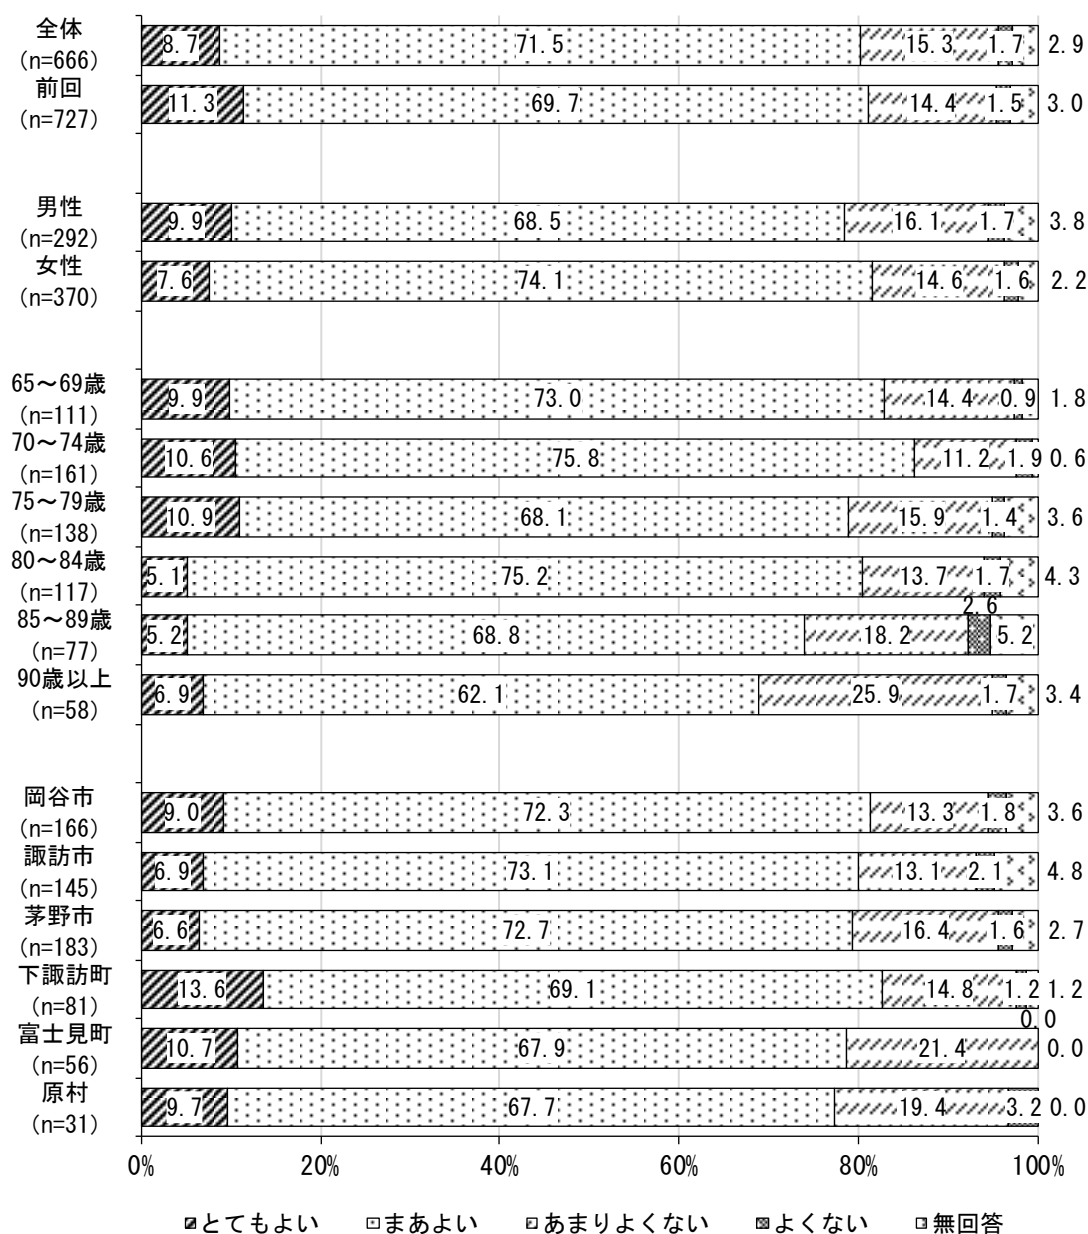 全体 8.7 71.5 15.3 1.7 2.9
(n=666)
前回 11.3 69.7 14.4 1.5 3.0
(n=727)
男性 9.9 68.5 16.1 1.7 3.8
(n=292)
女性 7.6 74.1 14.6 1.6 2.2
(n=370)
65～69歳 9.9 73.0 14.4 0.9 1.8
(n=111)
70～74歳 10.6 75.8 11.2 1.9 0.6
(n=161)
75～79歳 10.9 68.1 15.9 1.4 3.6
(n=138)
80～84歳 5.1 75.2 13.7 1.7 4.3
(n=117)
85～89歳 5.2 68.8 18.2 2.6 5.2
(n=77)
90歳以上 6.9 62.1 25.9 1.7 3.4
(n=58)
岡谷市 9.0 72.3 13.3 1.8 3.6
(n=166)
諏訪市 6.9 73.1 13.1 2.1 4.8
(n=145)
茅野市 6.6 72.7 16.4 1.6 2.7
(n=183)
下諏訪町 13.6 69.1 14.8 1.2 1.2
(n=81)
富士見町 10.7 67.9 21.4 0.0 0.0
(n=56)
原村 9.7 67.7 19.4 3.2 0.0
(n=31)
0% 20% 40% 60% 80% 100%
とてもよい まあよい あまりよくない よくない 無回答